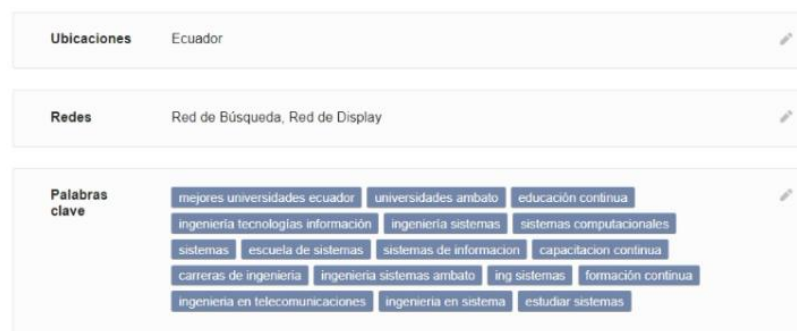 Ubicaciones Ecuador
Redes Red de Búsqueda, Red de Display
Palabras clave
mejores universidades ecuador universidades ambato educación continua
ingeniería tecnologías información ingeniería sistemas sistemas computacionales
sistemas escuela de sistemas sistemas de informacion capacitacion continua
carreras de ingenieria ingenieria sistemas ambato ing sistemas formación continua
ingenieria en telecomunicaciones ingenieria en sistema estudiar sistemas